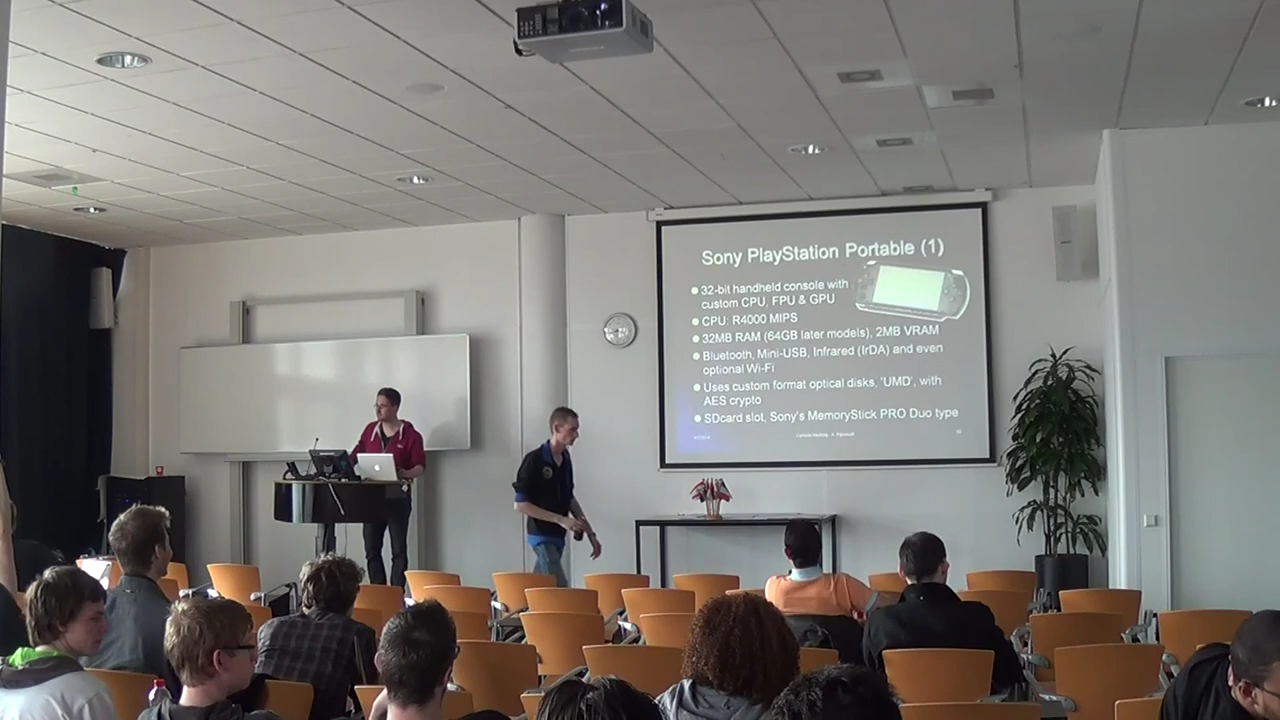 Sony PlayStation Portable (1)
32-bit handheld console with
custom CPU, FPU & GPU
CPU: R4000 MIPS
32MB RAM (64GB later models), 2MB VRAM
Bluetooth, Mini-USB, Infrared (IrDA) and even
optional Wi-Fi
Uses custom format optical disks, 'UMD', with
AES crypto
SDcard slot, Sony's MemoryStick PRO Duo type